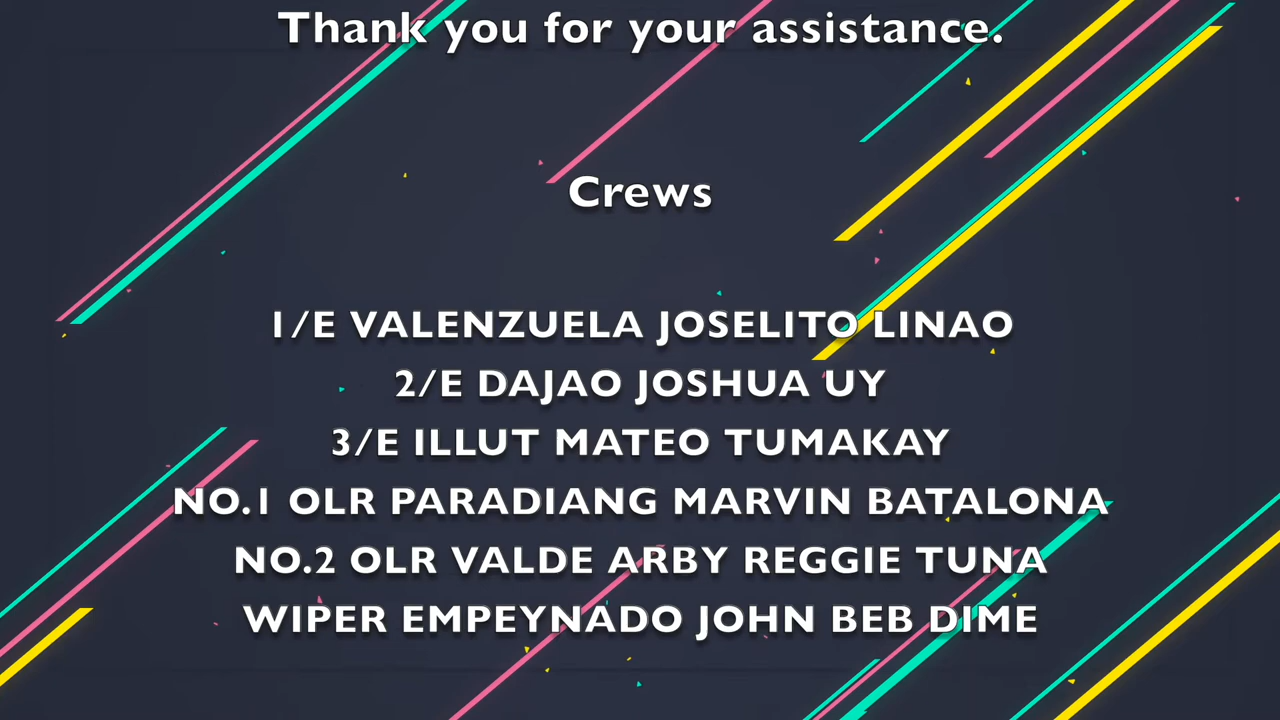 Thank you for your assistance.
Crews
1/E VALENZUELA JOSELITO LINAO
2/E DAJAO JOSHUA UY
3/E ILLUT MATEO TUMAKAY
NO.1 OLR PARADIANG MARVIN BATALONA
NO.2 OLR VALDE ARBY REGGIE TUNA
WIPER EMPEYNADO JOHN BEB DIME